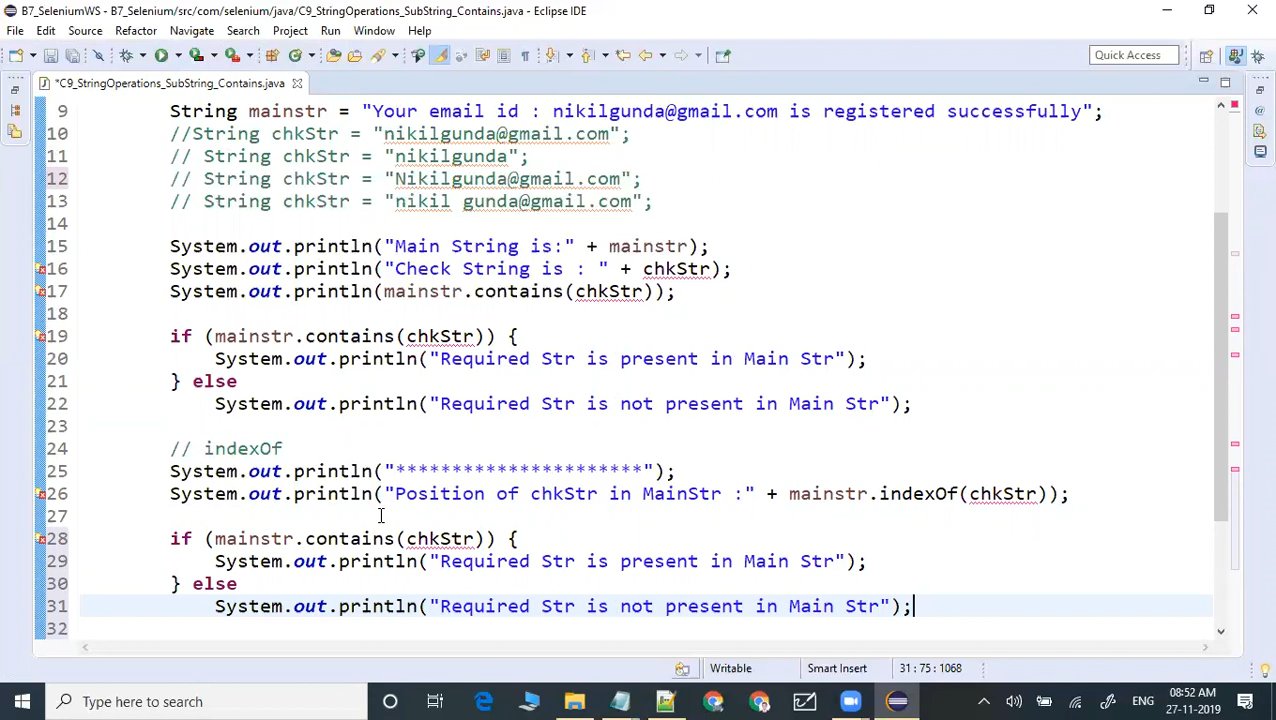 B7_SeleniumWS - B7_Selenium/src/com/selenium/java/C9_StringOperations_SubString_Contains.java - Eclipse IDE
File Edit Source Refactor Navigate Search Project Run Window Help
Quick Access
*C9_StringOperations_SubString_Contains.java
9 String mainstr = "Your email id : nikilgunda@gmail.com is registered successfully";
10 //String chkStr = "nikilgunda@gmail.com";
11 // String chkStr = "nikilgunda";
12 // String chkStr = "Nikilgunda@gmail.com";
13 // String chkStr = "nikil gunda@gmail.com";
14
15 System.out.println("Main String is:" + mainstr);
16 System.out.println("Check String is : " + chkStr);
17 System.out.println(mainstr.contains(chkStr));
18
19 if (mainstr.contains(chkStr)) {
20 System.out.println("Required Str is present in Main Str");
21 } else
22 System.out.println("Required Str is not present in Main Str");
23
24 // indexOf
25 System.out.println("**********************");
26 System.out.println("Position of chkStr in MainStr :" + mainstr.indexOf(chkStr));
27
28 if (mainstr.contains(chkStr)) {
29 System.out.println("Required Str is present in Main Str");
30 } else
31 System.out.println("Required Str is not present in Main Str");
32
Writable Smart Insert 31 : 75 : 1068
Type here to search
ENG
08:52 AM
27-11-2019